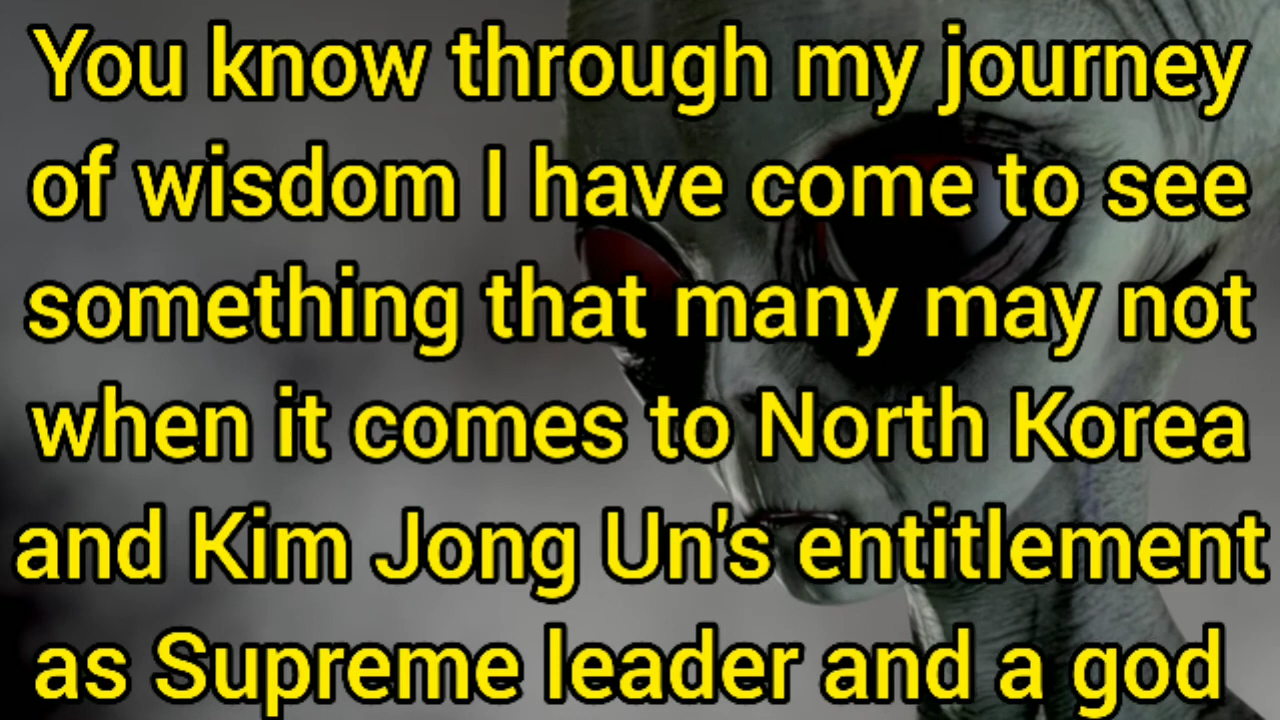 You know through my journey
of wisdom I have come to see
something that many may not
when it comes to North Korea
and Kim Jong Un's entitlement
as Supreme leader and a god